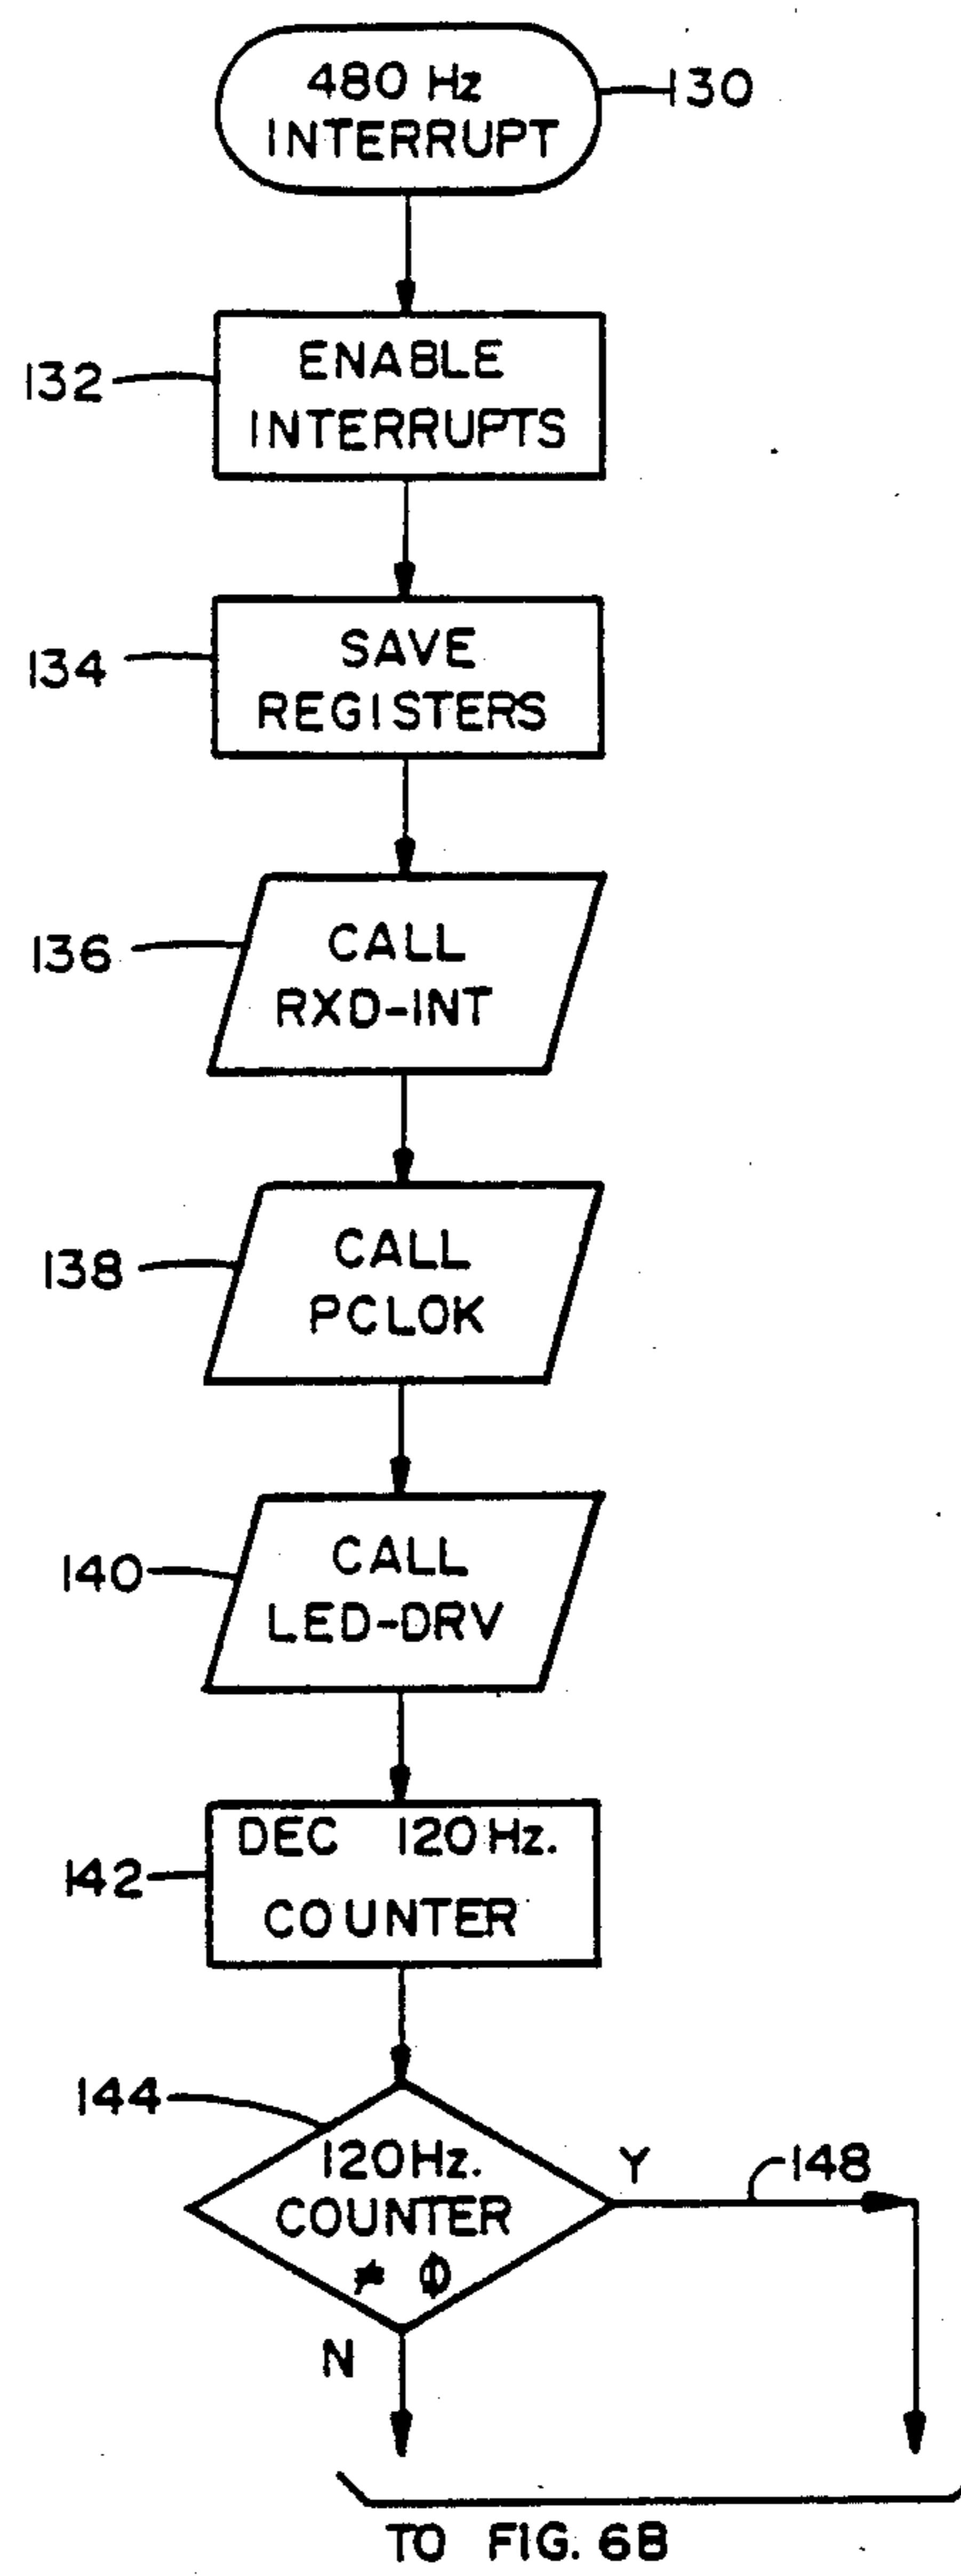 480 Hz
INTERRUPT
130
132
ENABLE
INTERRUPTS
134
SAVE
REGISTERS
136
CALL
RXD-INT
138
CALL
PCLOK
140
CALL
LED-DRV
142
DEC 120 Hz.
COUNTER
144
120 Hz.
COUNTER
≠ 0
Y
148
N
TO FIG. 6B